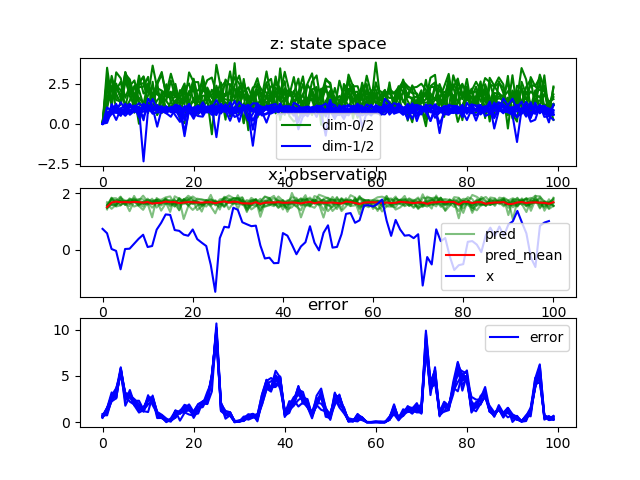 z: state space
2.5
0.0
−2.5
dim-0/2
dim-1/2
0 20 40 60 80 100
x: observation
2
0
pred
pred_mean
x
0 20 40 60 80 100
error
10
5
0
error
0 20 40 60 80 100